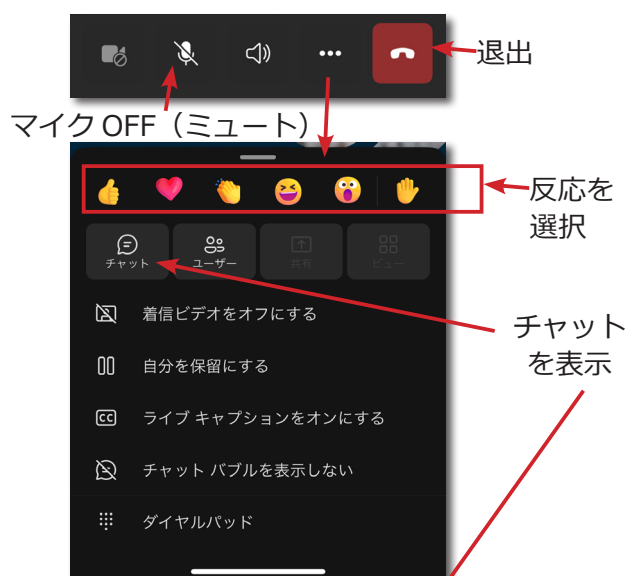 退出
マイク OFF（ミュート）
反応を
選択
チャット
ユーザー
共有
ビュー
着信ビデオをオフにする
チャット
を表示
自分を保留にする
CC
ライブ キャプションをオンにする
チャット バブルを表示しない
ダイヤルパッド